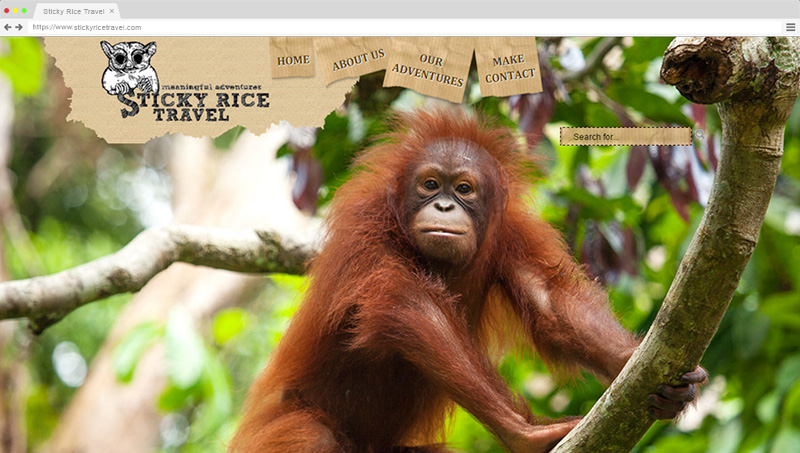 Sticky Rice Travel
https://www.stickyricetravel.com
meaningful adventures
STICKY RICE
TRAVEL
HOME
ABOUT US
OUR
ADVENTURES
MAKE
CONTACT
Search for...